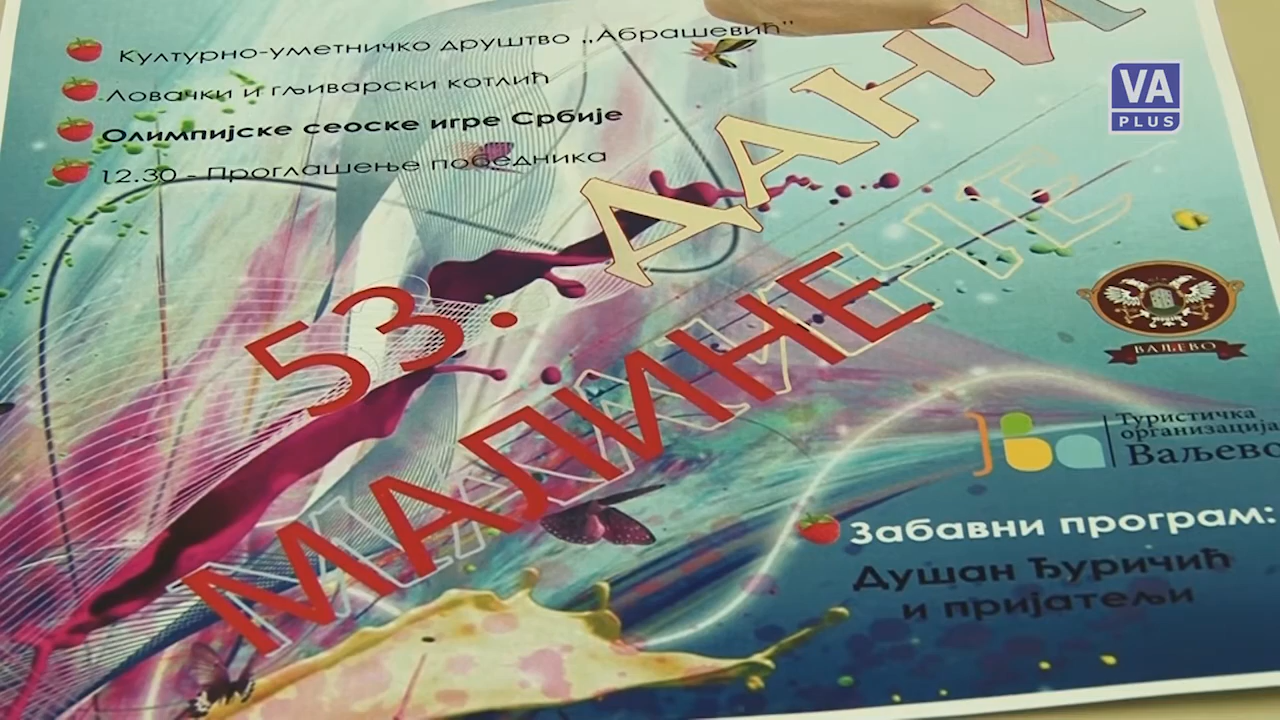 Културно-уметничко друштво „Абрашевић"
Ловачки и гљиварски котлић
Олимпијске сеоске игре Србије
12.30 - Проглашење победника
VA
PLUS
53. ДАНИ
МАЛИНЕ
ВАЉЕВО
Туристичка
организација
Ваљево
Забавни програм:
Душан Ђуричић
и пријатељи